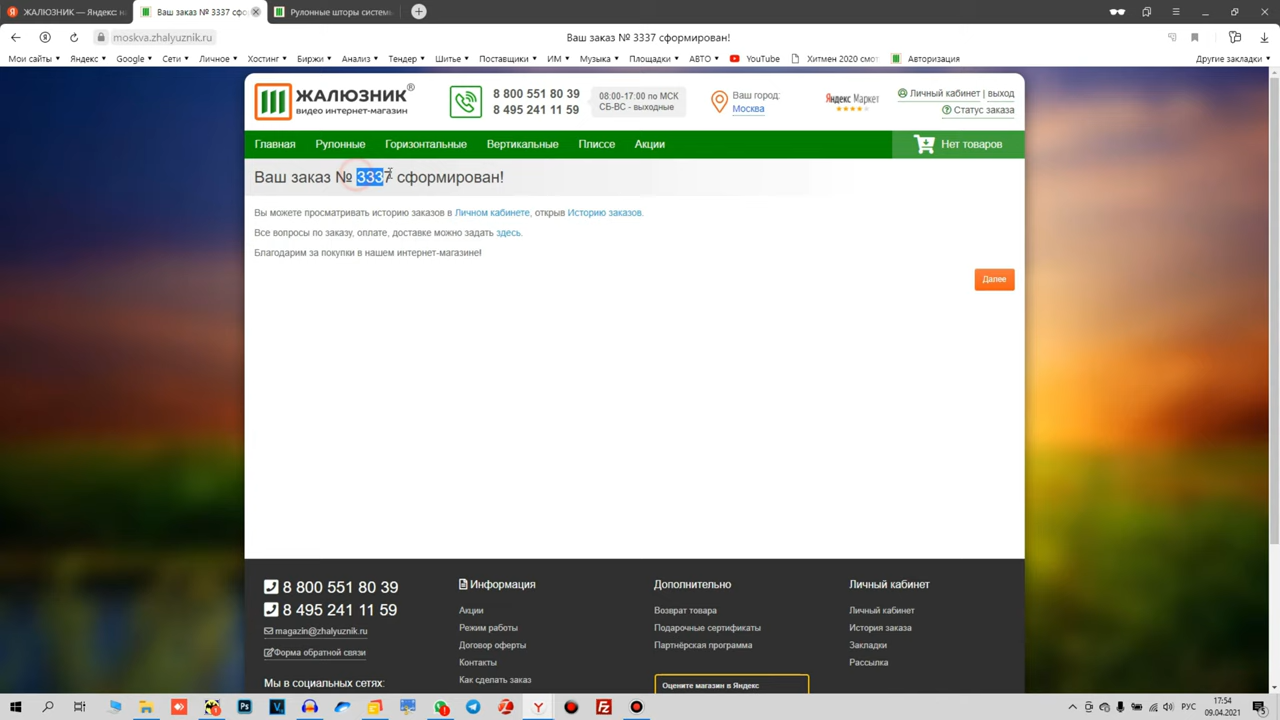 ЖАЛЮЗНИК — Яндекс: н
Ваш заказ № 3337 сфо
Рулонные шторы систем
moskva.zhalyuznik.ru
Ваш заказ № 3337 сформирован!
Мои сайты
Яндекс
Google
Сети
Личное
Хостинг
Биржи
Анализ
Тендер
Шитье
Поставщики
ИМ
Музыка
Площадки
АВТО
YouTube
Хитмен 2020 смот
Авторизация
Другие закладки
ЖАЛЮЗНИК®
видео интернет-магазин
8 800 551 80 39
8 495 241 11 59
08:00-17:00 по МСК
СБ-ВС - выходные
Ваш город:
Москва
Яндекс Маркет
Личный кабинет | выход
Статус заказа
Главная
Рулонные
Горизонтальные
Вертикальные
Плиссе
Акции
Нет товаров
Ваш заказ № 3337 сформирован!
Вы можете просматривать историю заказов в Личном кабинете, открыв Историю заказов.
Все вопросы по заказу, оплате, доставке можно задать здесь.
Благодарим за покупки в нашем интернет-магазине!
Далее
8 800 551 80 39
8 495 241 11 59
magazin@zhalyuznik.ru
Форма обратной связи
Мы в социальных сетях:
Информация
Акции
Режим работы
Договор оферты
Контакты
Как сделать заказ
Дополнительно
Возврат товара
Подарочные сертификаты
Партнёрская программа
Оцените магазин в Яндекс
Личный кабинет
Личный кабинет
История заказа
Закладки
Рассылка
РУС
17:54
09.04.2021